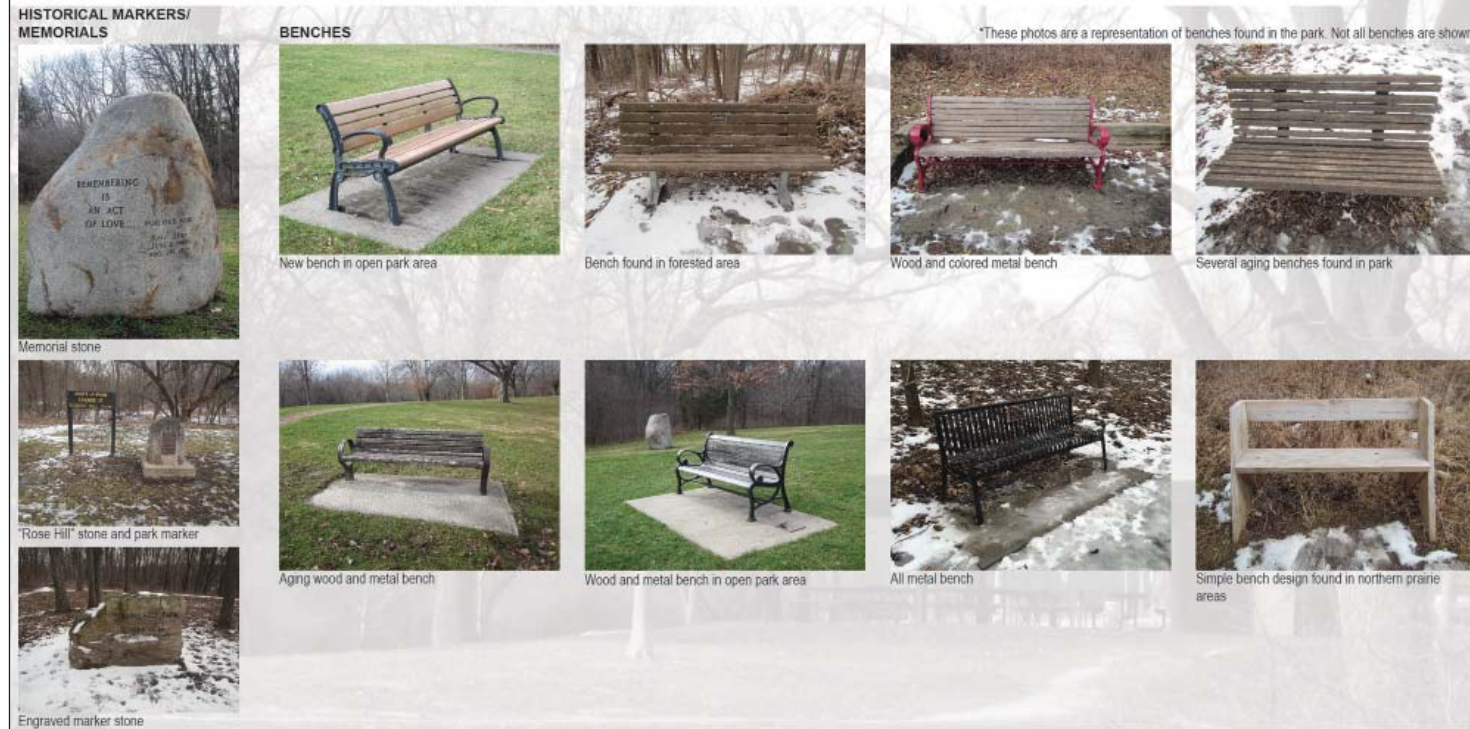 HISTORICAL MARKERS/
MEMORIALS
BENCHES
*These photos are a representation of benches found in the park. Not all benches are shown
REMEMBERING
IS
AN ACT
OF LOVE
Memorial stone
New bench in open park area
Bench found in forested area
Wood and colored metal bench
Several aging benches found in park
"Rose Hill" stone and park marker
Aging wood and metal bench
Wood and metal bench in open park area
All metal bench
Simple bench design found in northern prairie
areas
Engraved marker stone